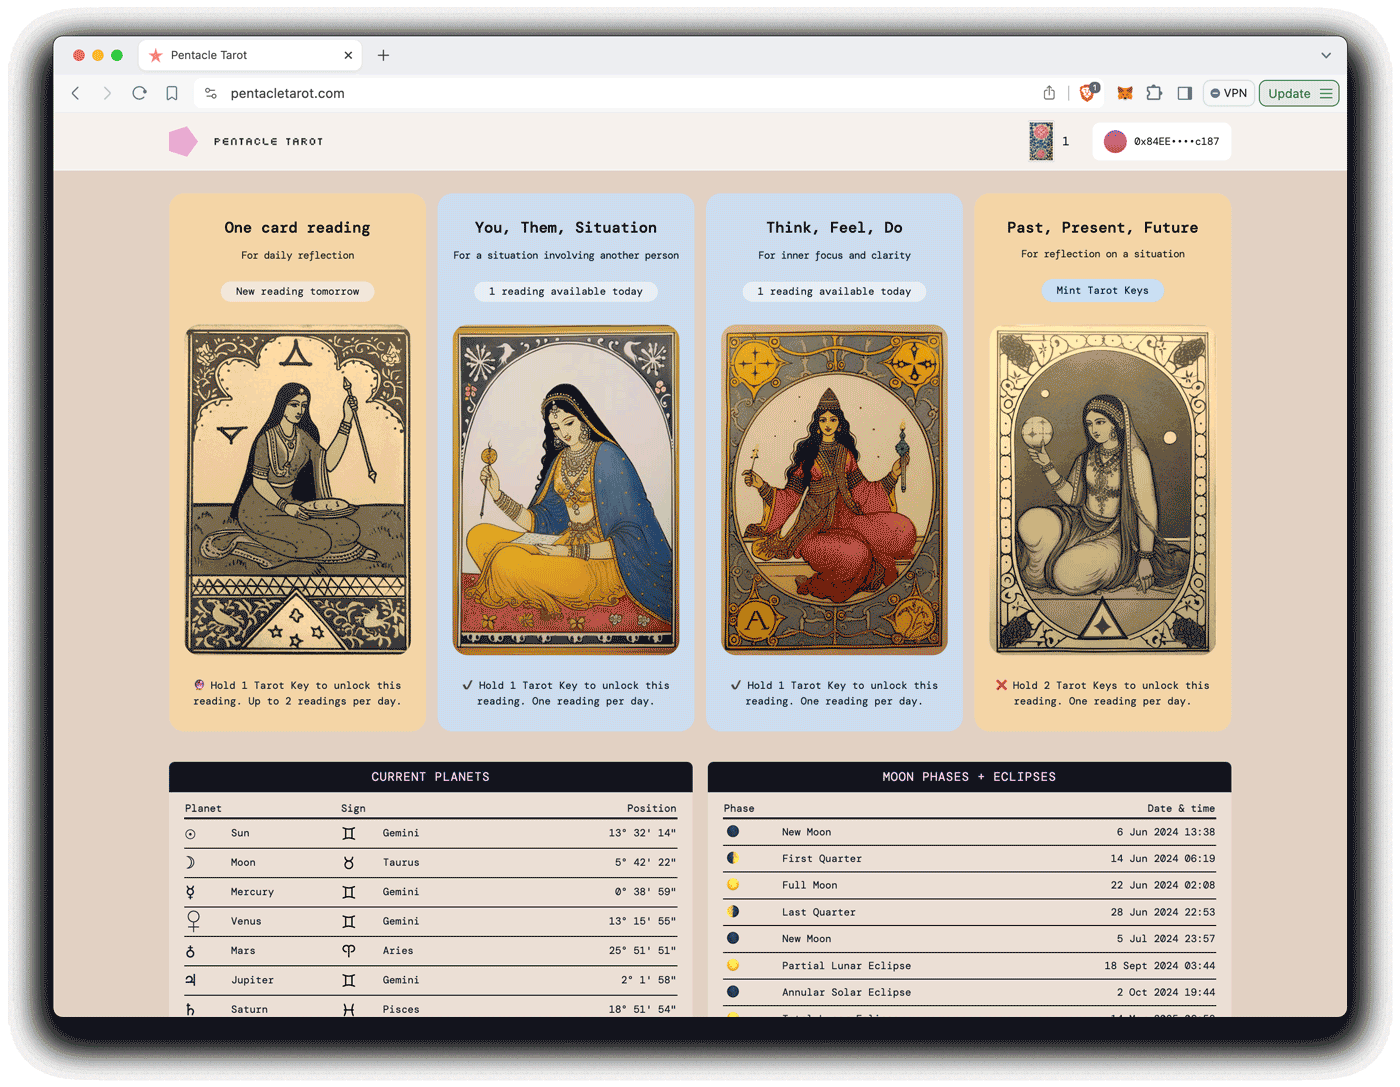 Pentacle Tarot
pentacletarot.com
1
VPN
Update
PENTACLE TAROT
1
0x84EE••••c187
One card reading
For daily reflection
New reading tomorrow
🔮 Hold 1 Tarot Key to unlock this
reading. Up to 2 readings per day.
You, Them, Situation
For a situation involving another person
1 reading available today
✓ Hold 1 Tarot Key to unlock this
reading. One reading per day.
Think, Feel, Do
For inner focus and clarity
1 reading available today
A
✓ Hold 1 Tarot Key to unlock this
reading. One reading per day.
Past, Present, Future
For reflection on a situation
Mint Tarot Keys
❌ Hold 2 Tarot Keys to unlock this
reading. One reading per day.
CURRENT PLANETS
Planet Sign Position
☉ Sun ♊ Gemini 13° 32' 14"
☽ Moon ♉ Taurus 5° 42' 22"
☿ Mercury ♊ Gemini 0° 38' 59"
♀ Venus ♊ Gemini 13° 15' 55"
♁ Mars ♈ Aries 25° 51' 51"
♃ Jupiter ♊ Gemini 2° 1' 58"
♄ Saturn ♓ Pisces 18° 51' 54"
MOON PHASES + ECLIPSES
Phase Date & time
New Moon 6 Jun 2024 13:38
First Quarter 14 Jun 2024 06:19
Full Moon 22 Jun 2024 02:08
Last Quarter 28 Jun 2024 22:53
New Moon 5 Jul 2024 23:57
Partial Lunar Eclipse 18 Sept 2024 03:44
Annular Solar Eclipse 2 Oct 2024 19:44